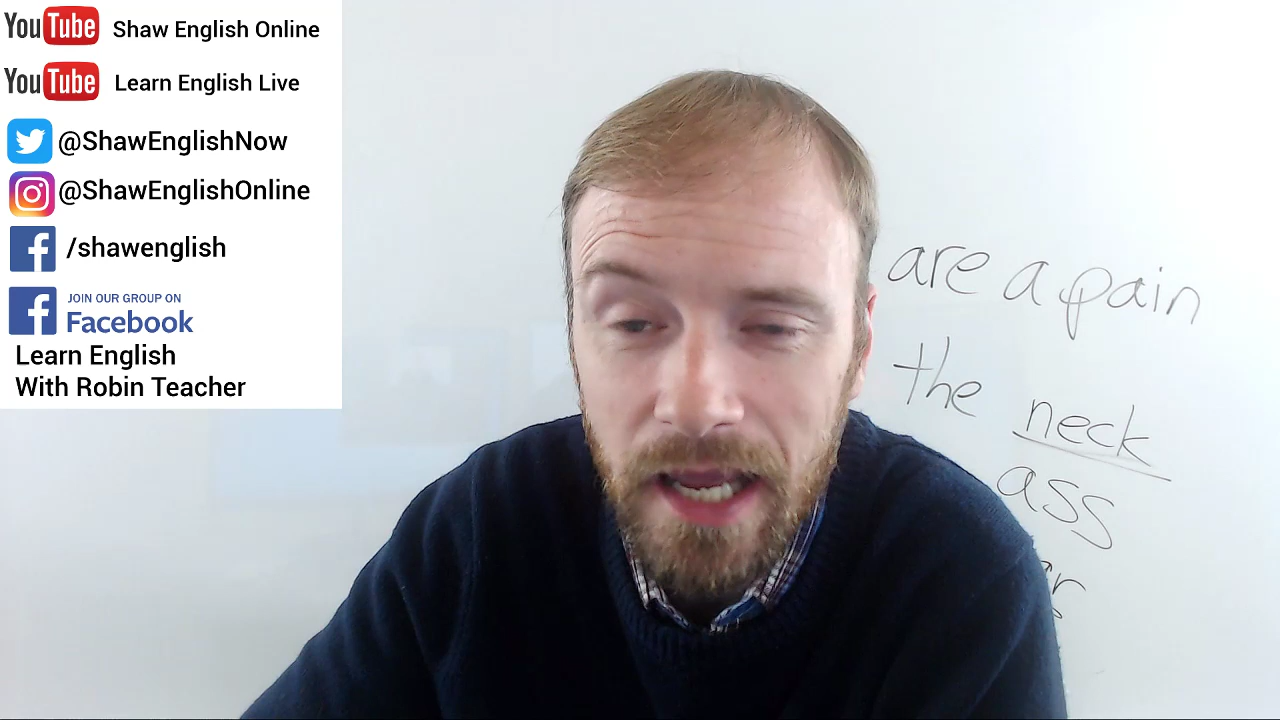 YouTube Shaw English Online
YouTube Learn English Live
@ShawEnglishNow
@ShawEnglishOnline
/shawenglish
JOIN OUR GROUP ON
Facebook
Learn English
With Robin Teacher
are a pain
the neck
ass